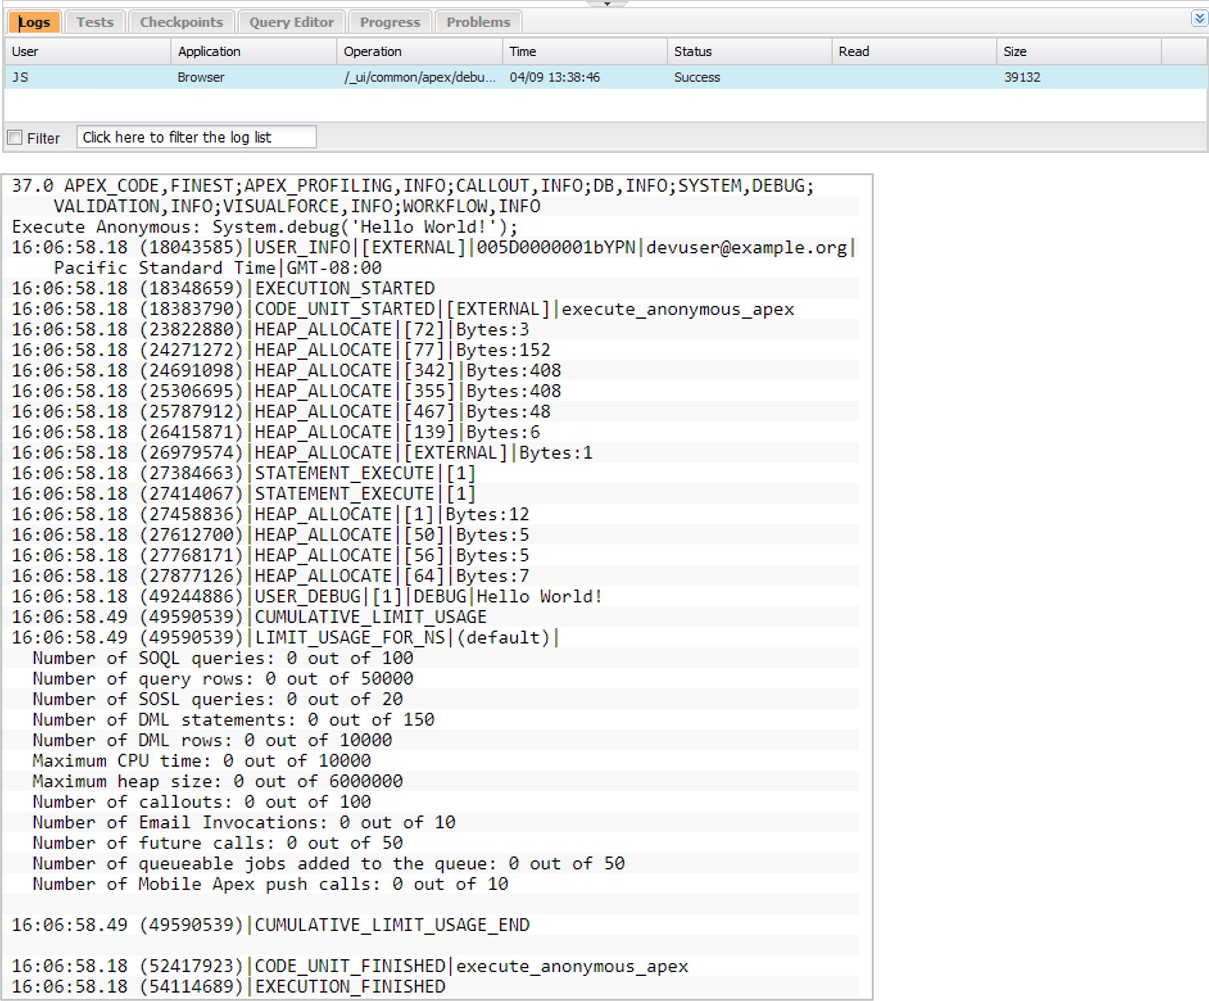 Logs Tests Checkpoints Query Editor Progress Problems
User Application Operation Time Status Read Size
JS Browser /_ui/common/apex/debu... 04/09 13:38:46 Success 39132
Filter Click here to filter the log list
37.0 APEX_CODE,FINEST;APEX_PROFILING,INFO;CALLOUT,INFO;DB,INFO;SYSTEM,DEBUG;
VALIDATION,INFO;VISUALFORCE,INFO;WORKFLOW,INFO
Execute Anonymous: System.debug('Hello World!');
16:06:58.18 (18043585)|USER_INFO|[EXTERNAL]|005D0000001bYPN|devuser@example.org|
Pacific Standard Time|GMT-08:00
16:06:58.18 (18348659)|EXECUTION_STARTED
16:06:58.18 (18383790)|CODE_UNIT_STARTED|[EXTERNAL]|execute_anonymous_apex
16:06:58.18 (23822880)|HEAP_ALLOCATE|[72]|Bytes:3
16:06:58.18 (24271272)|HEAP_ALLOCATE|[77]|Bytes:152
16:06:58.18 (24691098)|HEAP_ALLOCATE|[342]|Bytes:408
16:06:58.18 (25306695)|HEAP_ALLOCATE|[355]|Bytes:408
16:06:58.18 (25787912)|HEAP_ALLOCATE|[467]|Bytes:48
16:06:58.18 (26415871)|HEAP_ALLOCATE|[139]|Bytes:6
16:06:58.18 (26979574)|HEAP_ALLOCATE|[EXTERNAL]|Bytes:1
16:06:58.18 (27384663)|STATEMENT_EXECUTE|[1]
16:06:58.18 (27414067)|STATEMENT_EXECUTE|[1]
16:06:58.18 (27458836)|HEAP_ALLOCATE|[1]|Bytes:12
16:06:58.18 (27612700)|HEAP_ALLOCATE|[50]|Bytes:5
16:06:58.18 (27768171)|HEAP_ALLOCATE|[56]|Bytes:5
16:06:58.18 (27877126)|HEAP_ALLOCATE|[64]|Bytes:7
16:06:58.18 (49244886)|USER_DEBUG|[1]|DEBUG|Hello World!
16:06:58.49 (49590539)|CUMULATIVE_LIMIT_USAGE
16:06:58.49 (49590539)|LIMIT_USAGE_FOR_NS|(default)|
Number of SOQL queries: 0 out of 100
Number of query rows: 0 out of 50000
Number of SOSL queries: 0 out of 20
Number of DML statements: 0 out of 150
Number of DML rows: 0 out of 10000
Maximum CPU time: 0 out of 10000
Maximum heap size: 0 out of 6000000
Number of callouts: 0 out of 100
Number of Email Invocations: 0 out of 10
Number of future calls: 0 out of 50
Number of queueable jobs added to the queue: 0 out of 50
Number of Mobile Apex push calls: 0 out of 10
16:06:58.49 (49590539)|CUMULATIVE_LIMIT_USAGE_END
16:06:58.18 (52417923)|CODE_UNIT_FINISHED|execute_anonymous_apex
16:06:58.18 (54114689)|EXECUTION_FINISHED